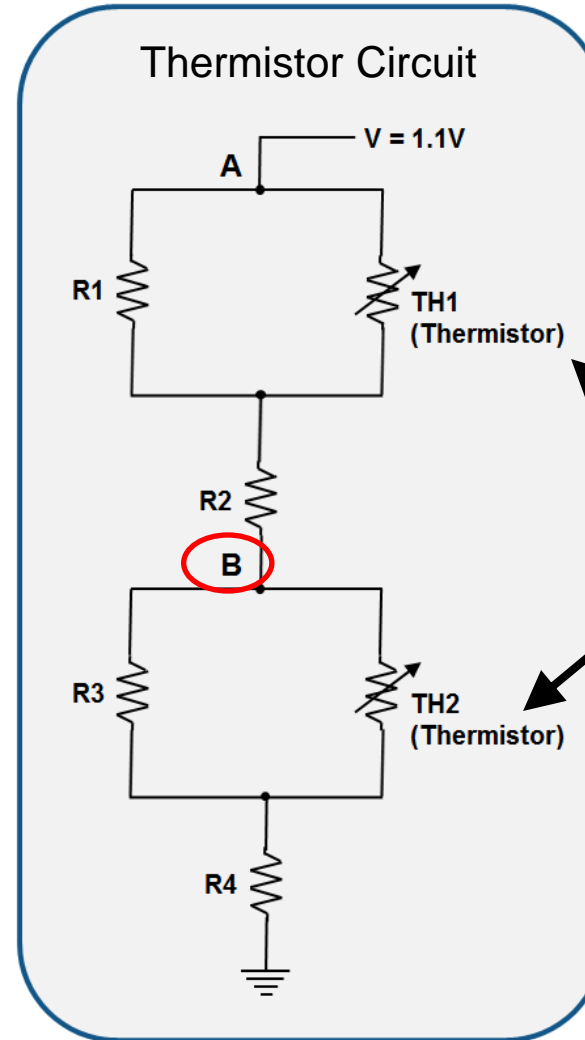 Thermistor Circuit
V = 1.1V
A
R1
TH1
(Thermistor)
R2
B
R3
TH2
(Thermistor)
R4